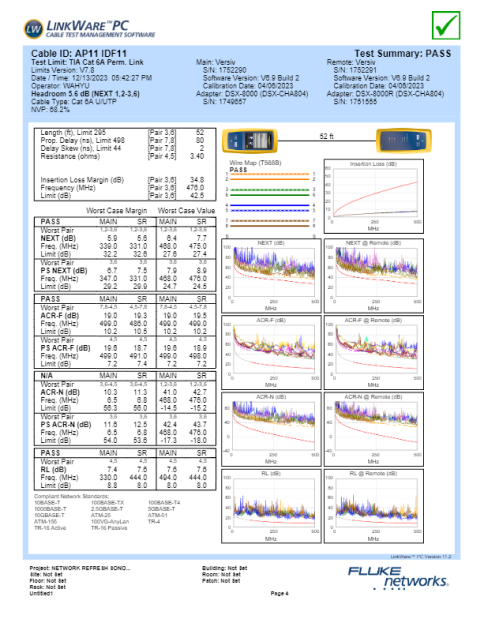 LW LINKWARE™PC
CABLE TEST MANAGEMENT SOFTWARE
Cable ID: AP11 IDF11
Test Summary: PASS
Test Limit: TIA Cat 6A Perm. Link
Limits Version: V7.8
Date / Time: 12/13/2023 05:42:27 PM
Operator: WAHYU
Headroom 5.6 dB (NEXT 1,2-3,6)
Cable Type: Cat 6A U/UTP
NVP: 68.2%
Main: Versiv
S/N: 1752290
Software Version: V6.9 Build 2
Calibration Date: 04/06/2023
Adapter: DSX-8000 (DSX-CHA804)
S/N: 1749657
Remote: Versiv
S/N: 1752291
Software Version: V6.9 Build 2
Calibration Date: 04/05/2023
Adapter: DSX-8000R (DSX-CHA804)
S/N: 1751555
Length (ft), Limit 295 [Pair 3,6] 52
Prop. Delay (ns), Limit 498 [Pair 7,8] 80
Delay Skew (ns), Limit 44 [Pair 7,8] 2
Resistance (ohms) [Pair 4,5] 3.40
Insertion Loss Margin (dB) [Pair 3,6] 34.8
Frequency (MHz) [Pair 3,6] 476.0
Limit (dB) [Pair 3,6] 42.5
52 ft
Wire Map (T568B)
PASS
Insertion Loss (dB)
Worst Case Margin Worst Case Value
PASS MAIN SR MAIN SR
Worst Pair 1,2-3,6 1,2-3,6 1,2-3,6 1,2-3,6
NEXT (dB) 5.9 5.6 6.4 7.7
Freq. (MHz) 339.0 331.0 468.0 475.0
Limit (dB) 32.2 32.6 27.6 27.4
Worst Pair 3,6 3,6 3,6 3,6
PS NEXT (dB) 6.7 7.5 7.9 8.9
Freq. (MHz) 347.0 331.0 468.0 476.0
Limit (dB) 29.2 29.9 24.7 24.5
PASS MAIN SR MAIN SR
Worst Pair 7,8-4,5 4,5-7,8 7,8-4,5 4,5-7,8
ACR-F (dB) 19.0 19.3 19.0 19.5
Freq. (MHz) 499.0 486.0 499.0 499.0
Limit (dB) 10.2 10.5 10.2 10.2
Worst Pair 4,5 4,5 4,5 4,5
PS ACR-F (dB) 19.6 18.7 19.6 18.9
Freq. (MHz) 499.0 491.0 499.0 498.0
Limit (dB) 7.2 7.4 7.2 7.2
N/A MAIN SR MAIN SR
Worst Pair 3,6-4,5 3,6-4,5 1,2-3,6 1,2-3,6
ACR-N (dB) 10.3 11.3 41.0 42.7
Freq. (MHz) 6.5 6.8 468.0 476.0
Limit (dB) 56.3 56.0 -14.5 -15.2
Worst Pair 3,6 3,6 3,6 3,6
PS ACR-N (dB) 11.6 12.5 42.4 43.7
Freq. (MHz) 6.5 6.8 468.0 476.0
Limit (dB) 54.0 53.6 -17.3 -18.0
PASS MAIN SR MAIN SR
Worst Pair 4,5 4,5 4,5 4,5
RL (dB) 7.4 7.6 7.6 7.6
Freq. (MHz) 330.0 444.0 494.0 444.0
Limit (dB) 8.8 8.0 8.0 8.0
NEXT (dB)
NEXT @ Remote (dB)
ACR-F (dB)
ACR-F @ Remote (dB)
ACR-N (dB)
ACR-N @ Remote (dB)
RL (dB)
RL @ Remote (dB)
Compliant Network Standards:
10BASE-T 100BASE-TX 100BASE-T4
1000BASE-T 2.5GBASE-T 5GBASE-T
10GBASE-T ATM-25 ATM-51
ATM-155 100VG-AnyLan TR-4
TR-16 Active TR-16 Passive
LinkWare™ PC Version 11.2
Project: NETWORK REFRESH SONO...
Site: Not Set
Floor: Not Set
Rack: Not Set
Untitled1
Building: Not Set
Room: Not Set
Patch: Not Set
Page 4
FLUKE
networks.